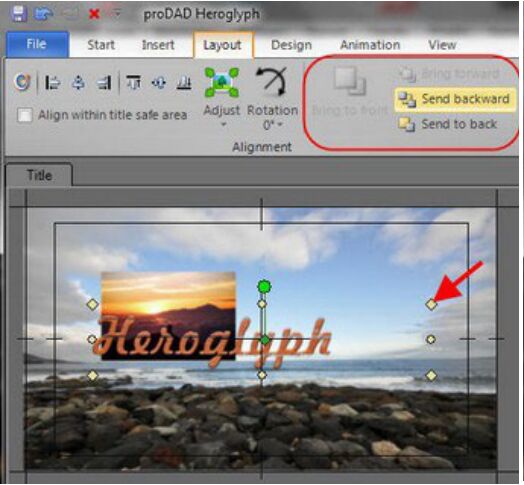 proDAD Heroglyph
File Start Insert Layout Design Animation View
Align within title safe area
Adjust
Rotation
0°
Bring to front
Bring forward
Send backward
Send to back
Alignment
Title
Heroglyph